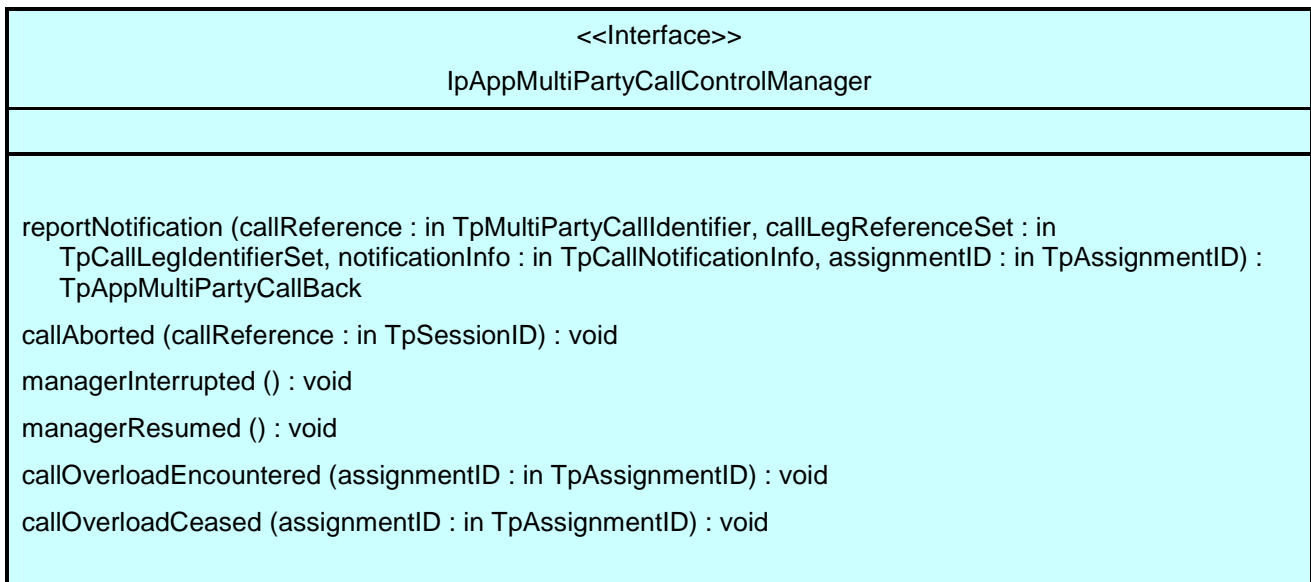 <<Interface>>
IpAppMultiPartyCallControlManager
reportNotification (callReference : in TpMultiPartyCallIdentifier, callLegReferenceSet : in
TpCallLegIdentifierSet, notificationInfo : in TpCallNotificationInfo, assignmentID : in TpAssignmentID) :
TpAppMultiPartyCallBack
callAborted (callReference : in TpSessionID) : void
managerInterrupted () : void
managerResumed () : void
callOverloadEncountered (assignmentID : in TpAssignmentID) : void
callOverloadCeased (assignmentID : in TpAssignmentID) : void